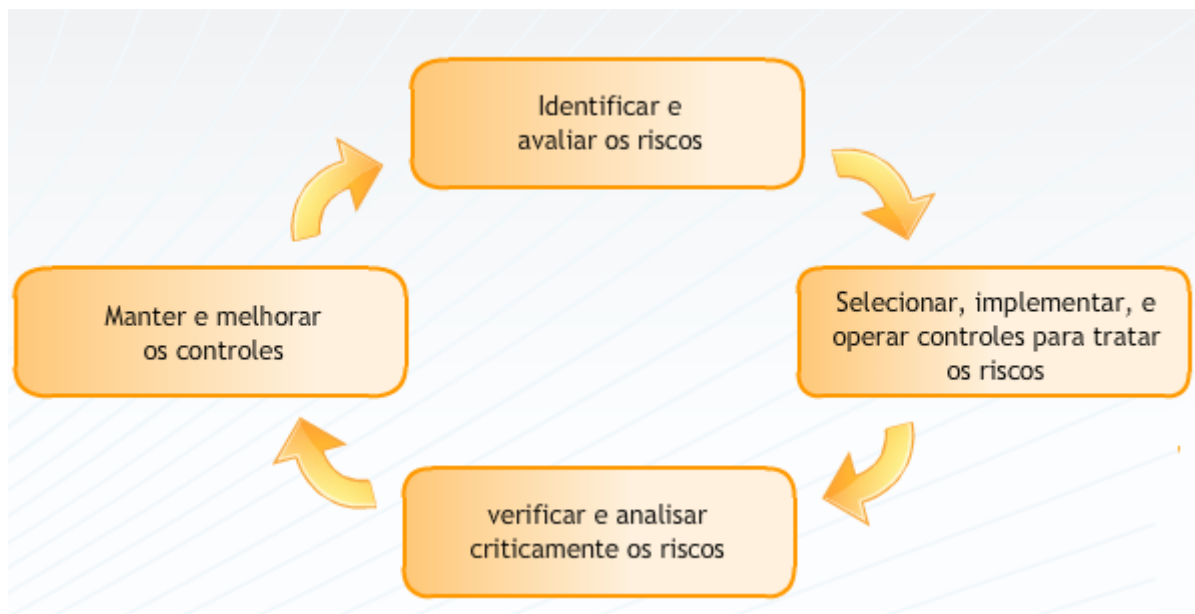 Identificar e
avaliar os riscos
Selecionar, implementar, e
operar controles para tratar
os riscos
verificar e analisar
criticamente os riscos
Manter e melhorar
os controles